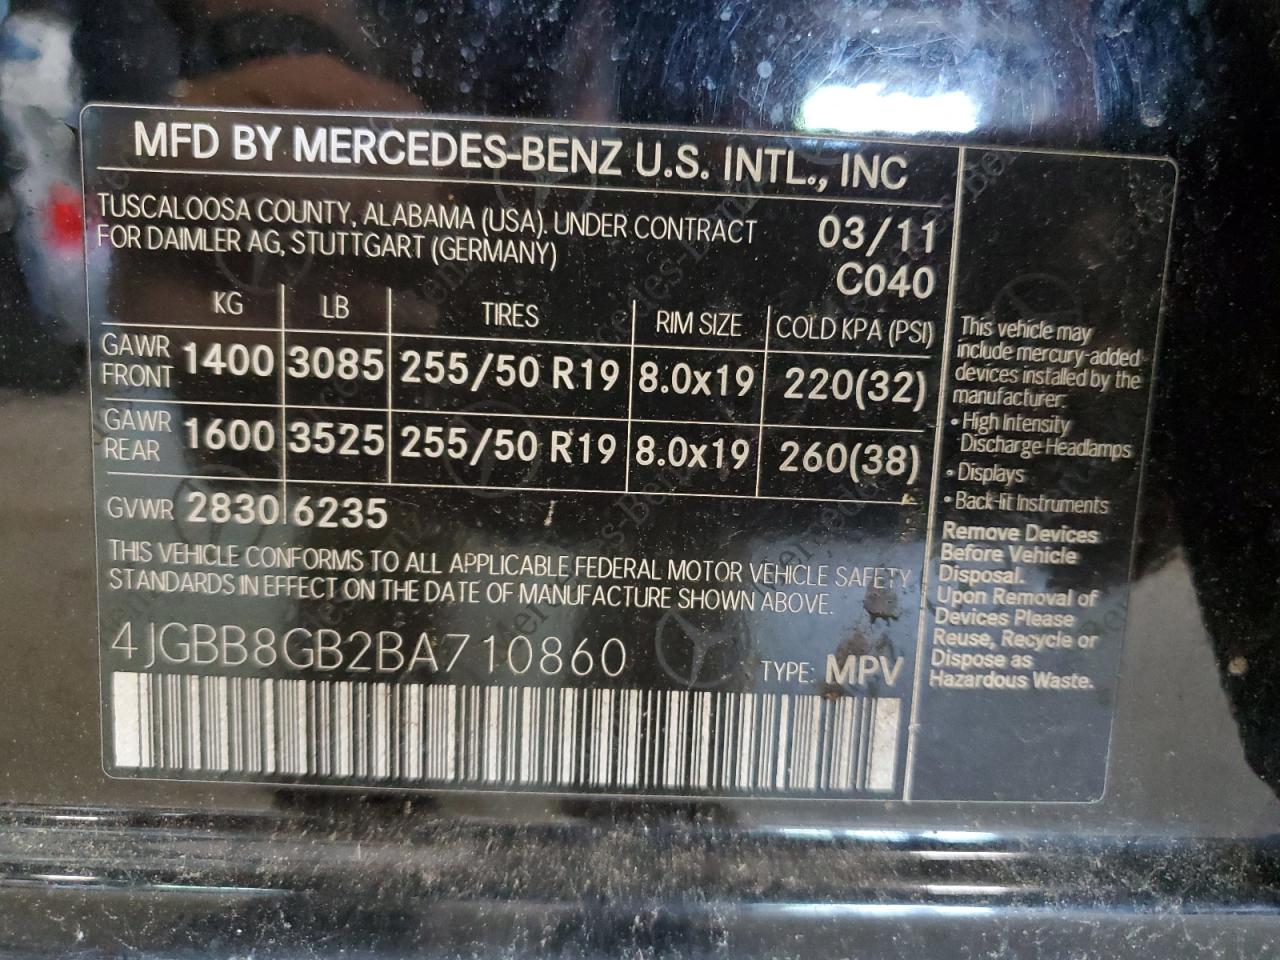 MFD BY MERCEDES-BENZ U.S. INTL., INC
TUSCALOOSA COUNTY, ALABAMA (USA). UNDER CONTRACT
FOR DAIMLER AG, STUTTGART (GERMANY)
03/11
C040
KG LB TIRES RIM SIZE COLD KPA (PSI)
GAWR
FRONT 1400 3085 255/50 R19 8.0x19 220(32)
GAWR
REAR 1600 3525 255/50 R19 8.0x19 260(38)
GVWR 2830 6235
THIS VEHICLE CONFORMS TO ALL APPLICABLE FEDERAL MOTOR VEHICLE SAFETY
STANDARDS IN EFFECT ON THE DATE OF MANUFACTURE SHOWN ABOVE.
4JGBB8GB2BA710860
TYPE: MPV
This vehicle may
include mercury-added
devices installed by the
manufacturer:
• High Intensity
Discharge Headlamps
• Displays
• Back-lit Instruments
Remove Devices
Before Vehicle
Disposal.
Upon Removal of
Devices Please
Reuse, Recycle or
Dispose as
Hazardous Waste.